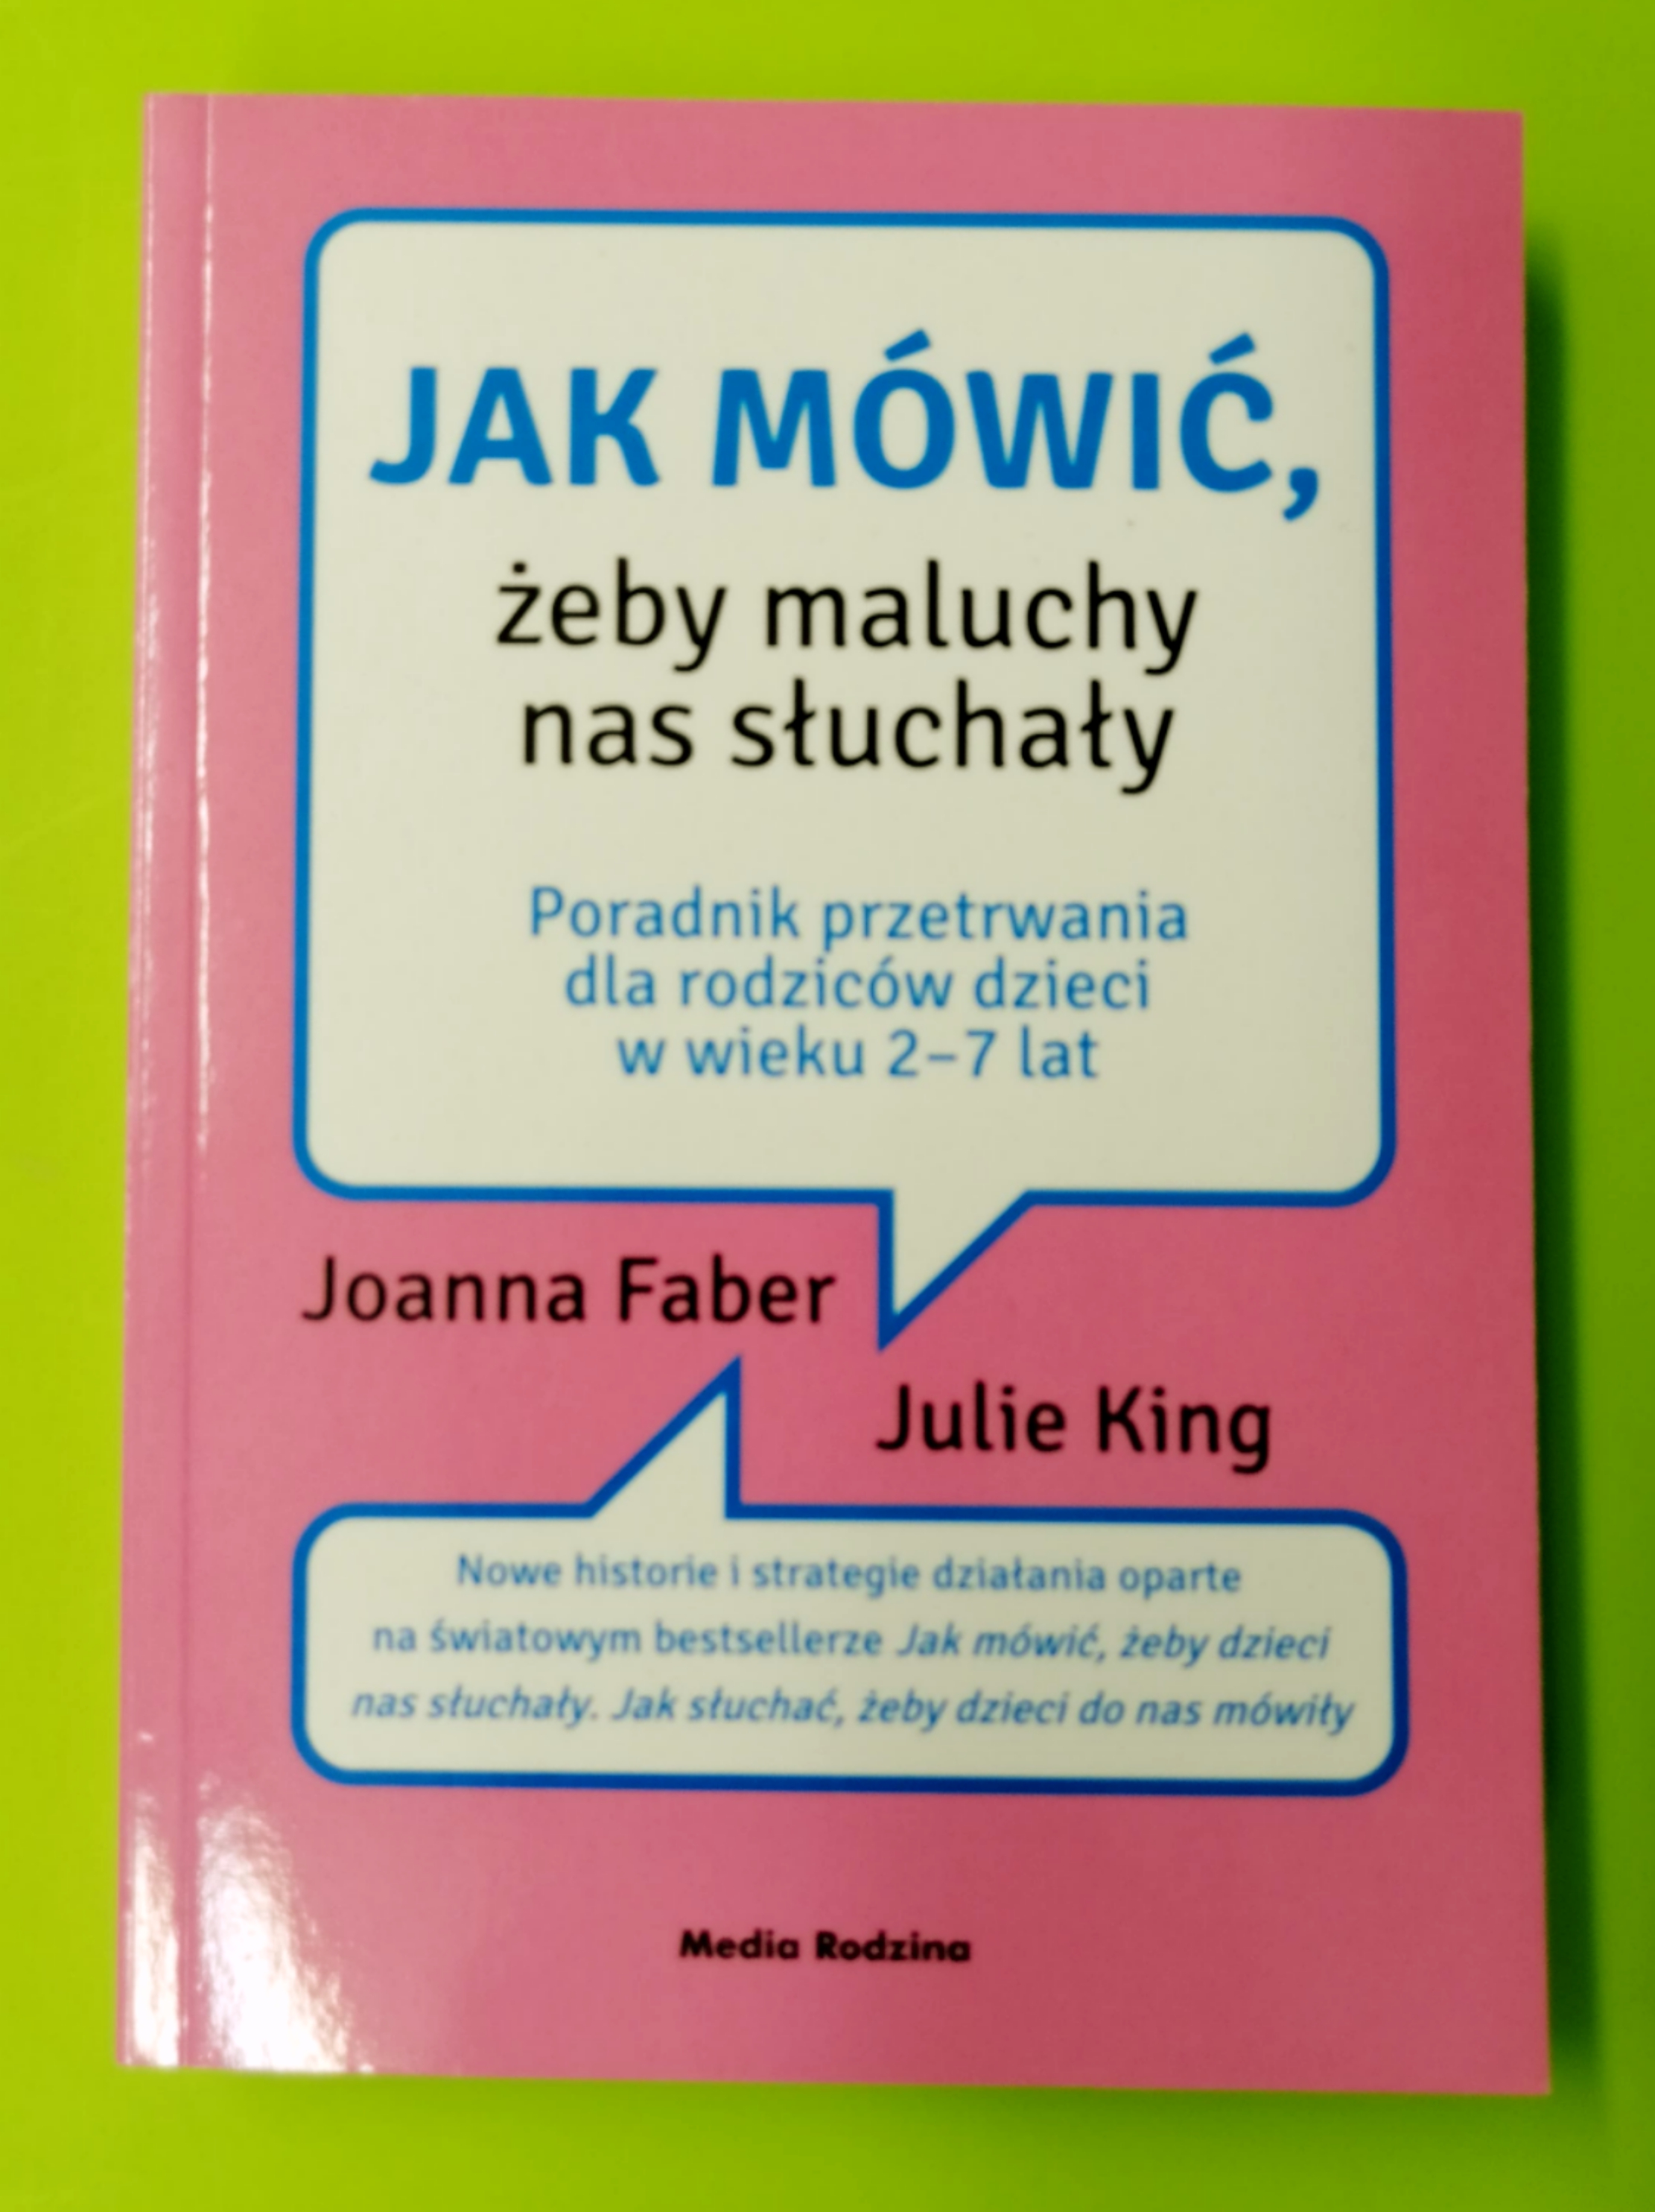 JAK MÓWIĆ,
żeby maluchy
nas słuchały
Poradnik przetrwania
dla rodziców dzieci
w wieku 2–7 lat
Joanna Faber
Julie King
Nowe historie i strategie działania oparte
na światowym bestsellerze Jak mówić, żeby dzieci
nas słuchały. Jak słuchać, żeby dzieci do nas mówiły
Media Rodzina